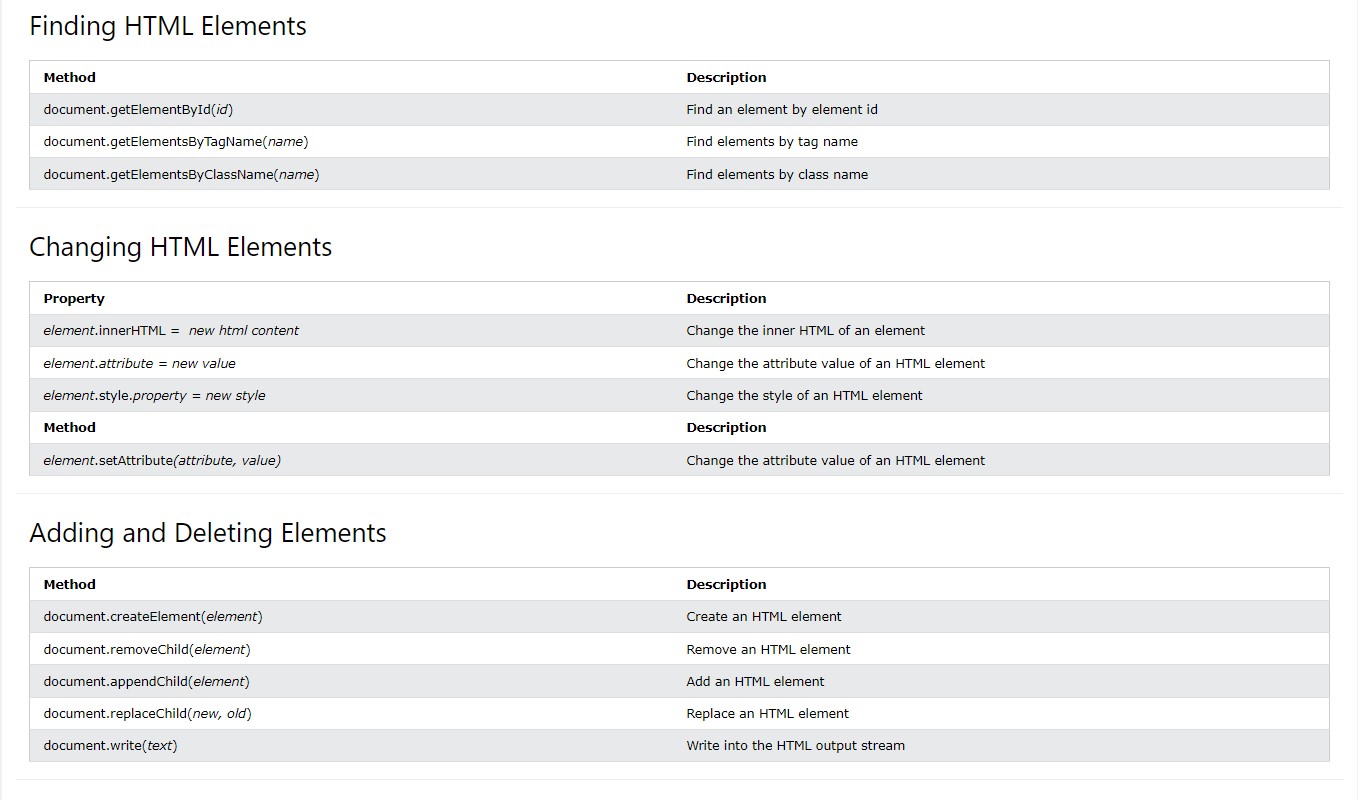 Finding HTML Elements
Method Description
document.getElementById(id) Find an element by element id
document.getElementsByTagName(name) Find elements by tag name
document.getElementsByClassName(name) Find elements by class name
Changing HTML Elements
Property Description
element.innerHTML =  new html content Change the inner HTML of an element
element.attribute = new value Change the attribute value of an HTML element
element.style.property = new style Change the style of an HTML element
Method Description
element.setAttribute(attribute, value) Change the attribute value of an HTML element
Adding and Deleting Elements
Method Description
document.createElement(element) Create an HTML element
document.removeChild(element) Remove an HTML element
document.appendChild(element) Add an HTML element
document.replaceChild(new, old) Replace an HTML element
document.write(text) Write into the HTML output stream